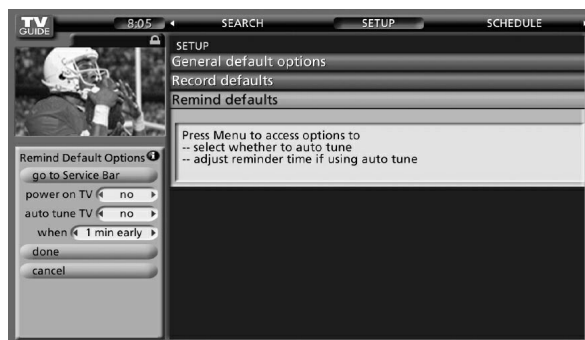 TV
GUIDE
8:05
SEARCH
SETUP
SCHEDULE
SETUP
General default options
Record defaults
Remind defaults
Press Menu to access options to
-- select whether to auto tune
-- adjust reminder time if using auto tune
Remind Default Options
go to Service Bar
power on TV no
auto tune TV no
when 1 min early
done
cancel